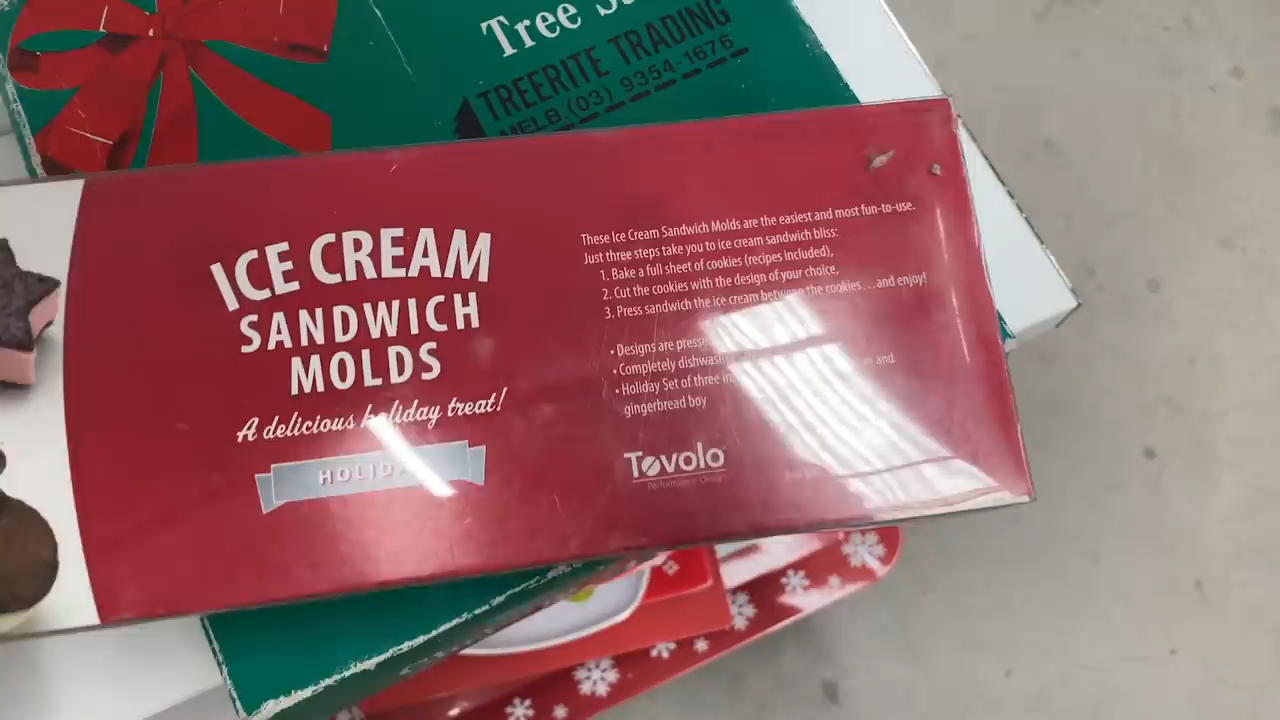 Tree
TREERITE TRADING
MELB. (03) 9354-1676
ICE CREAM
SANDWICH
MOLDS
A delicious holiday treat!
HOLIDAY
These Ice Cream Sandwich Molds are the easiest and most fun-to-use.
Just three steps take you to ice cream sandwich bliss:
1. Bake a full sheet of cookies (recipes included),
2. Cut the cookies with the design of your choice,
3. Press sandwich the ice cream between the cookies...and enjoy!
• Designs are
• Completely
• Holiday Set of three and
gingerbread boy
Tovolo
Performance Design